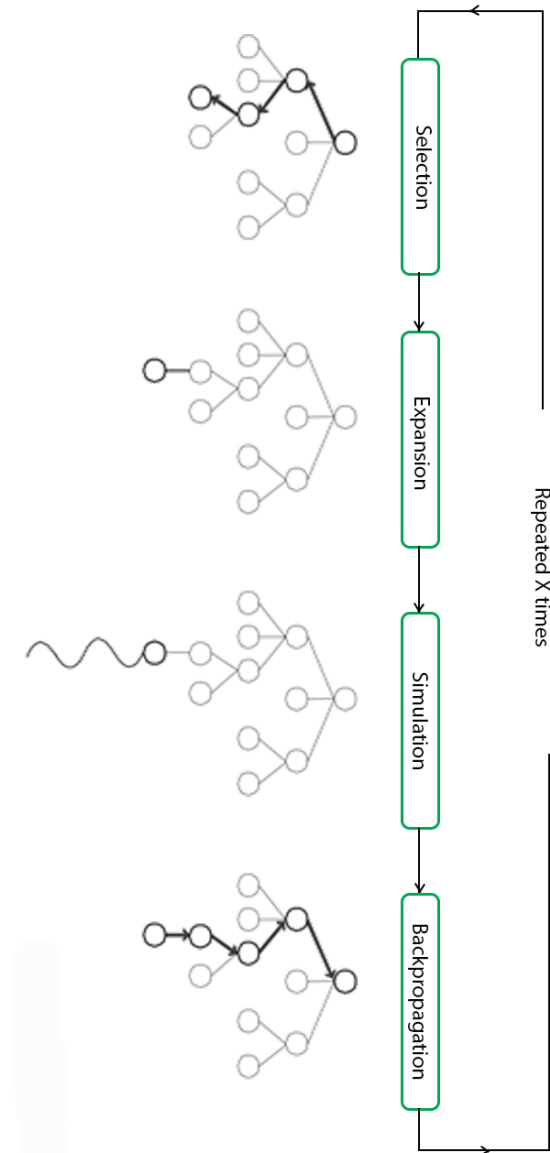 Repeated X times
Selection
Expansion
Simulation
Backpropagation